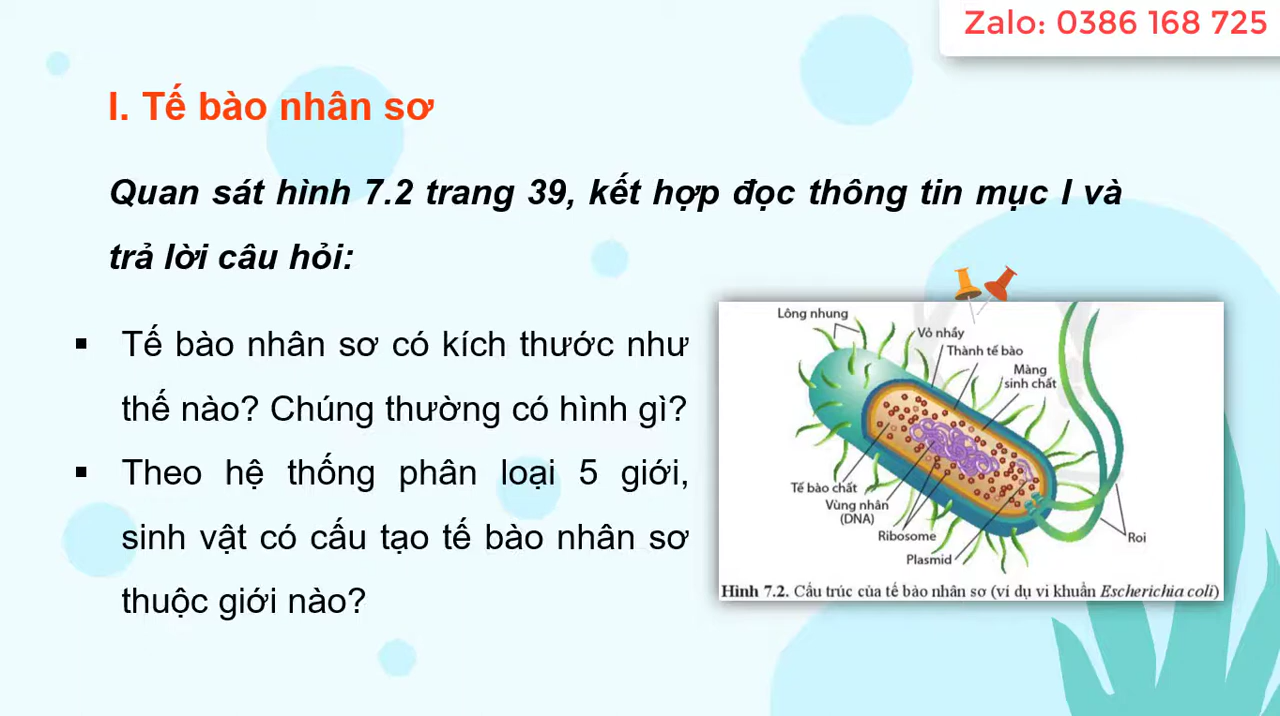 Zalo: 0386 168 725
I. Tế bào nhân sơ
Quan sát hình 7.2 trang 39, kết hợp đọc thông tin mục I và
trả lời câu hỏi:
▪ Tế bào nhân sơ có kích thước như
thế nào? Chúng thường có hình gì?
▪ Theo hệ thống phân loại 5 giới,
sinh vật có cấu tạo tế bào nhân sơ
thuộc giới nào?
Lông nhung
Vỏ nhầy
Thành tế bào
Màng
sinh chất
Tế bào chất
Vùng nhân
(DNA)
Ribosome
Plasmid
Roi
Hình 7.2. Cấu trúc của tế bào nhân sơ (ví dụ vi khuẩn Escherichia coli)